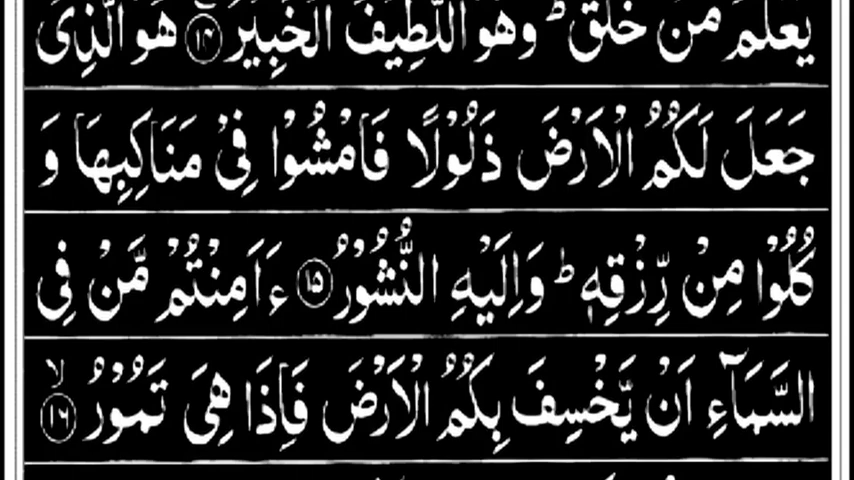 يَعْلَمُ مَنْ خَلَقَ ؕ وَهُوَ اللَّطِيْفُ الْخَبِيْرُ ﴿۱۴﴾ هُوَ الَّذِىْ
جَعَلَ لَكُمُ الْاَرْضَ ذَلُوْلًا فَامْشُوْا فِىْ مَنَاكِبِهَا وَ
كُلُوْا مِنْ رِّزْقِهٖ ؕ وَاِلَيْهِ النُّشُوْرُ ﴿۱۵﴾ ءَاَمِنْتُمْ مَّنْ فِى
السَّمَآءِ اَنْ يَّخْسِفَ بِكُمُ الْاَرْضَ فَاِذَا هِىَ تَمُوْرُ ۙ﴿۱۶﴾